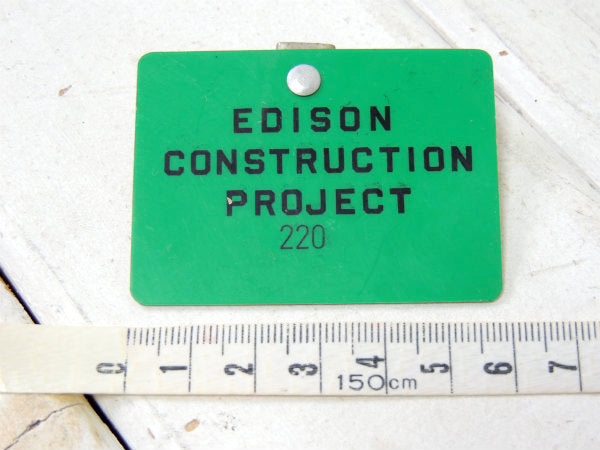 EDISON
CONSTRUCTION
PROJECT
220
0 1 2 3 4 5 6 7
150cm